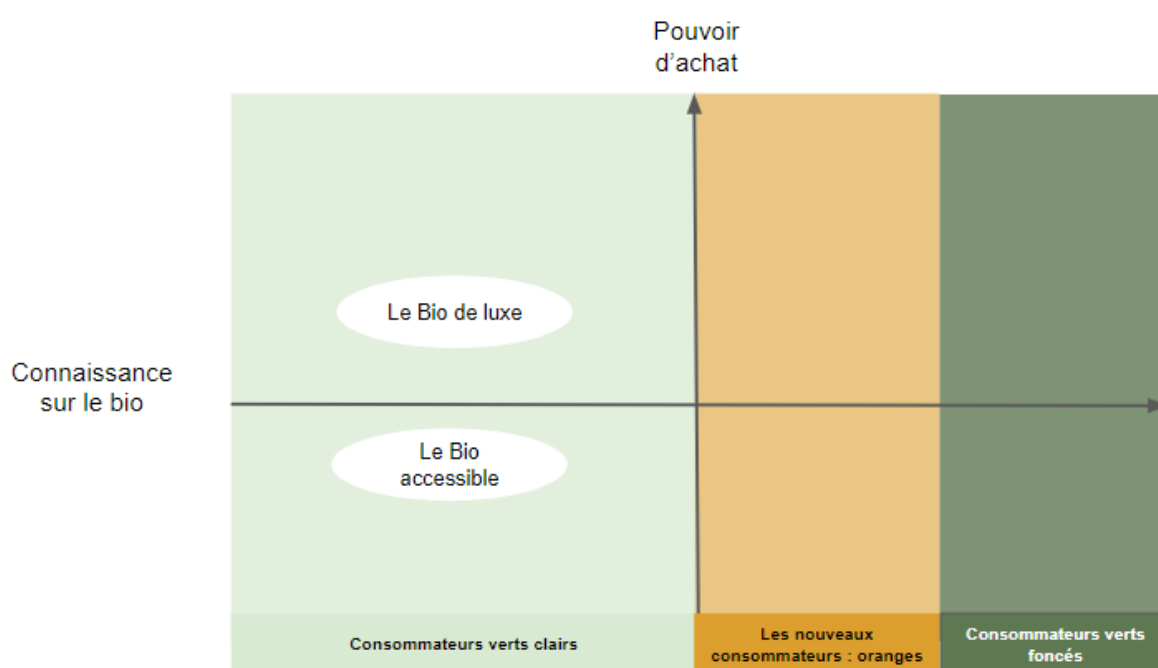 Pouvoir
d’achat
Le Bio de luxe
Connaissance
sur le bio
Le Bio
accessible
Consommateurs verts clairs
Les nouveaux
consommateurs : oranges
Consommateurs verts
foncés